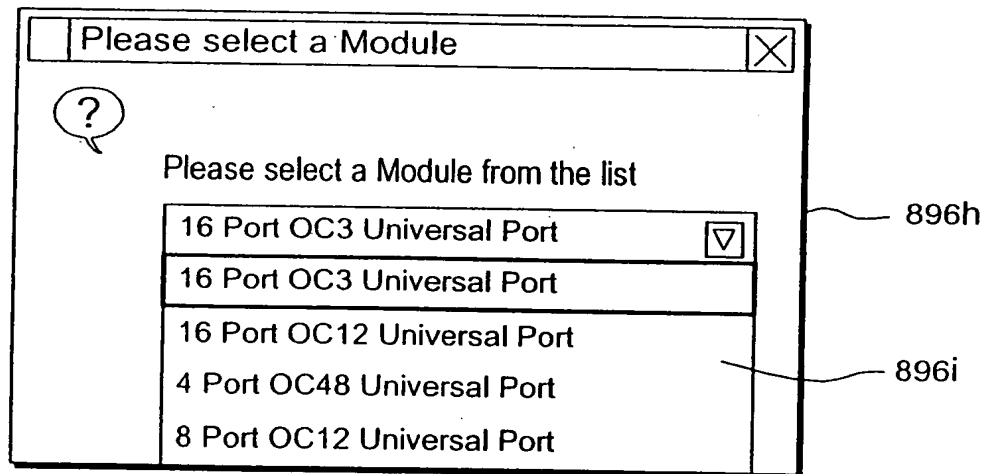 Please select a Module
?
Please select a Module from the list
16 Port OC3 Universal Port
896h
16 Port OC3 Universal Port
16 Port OC12 Universal Port
896i
4 Port OC48 Universal Port
8 Port OC12 Universal Port